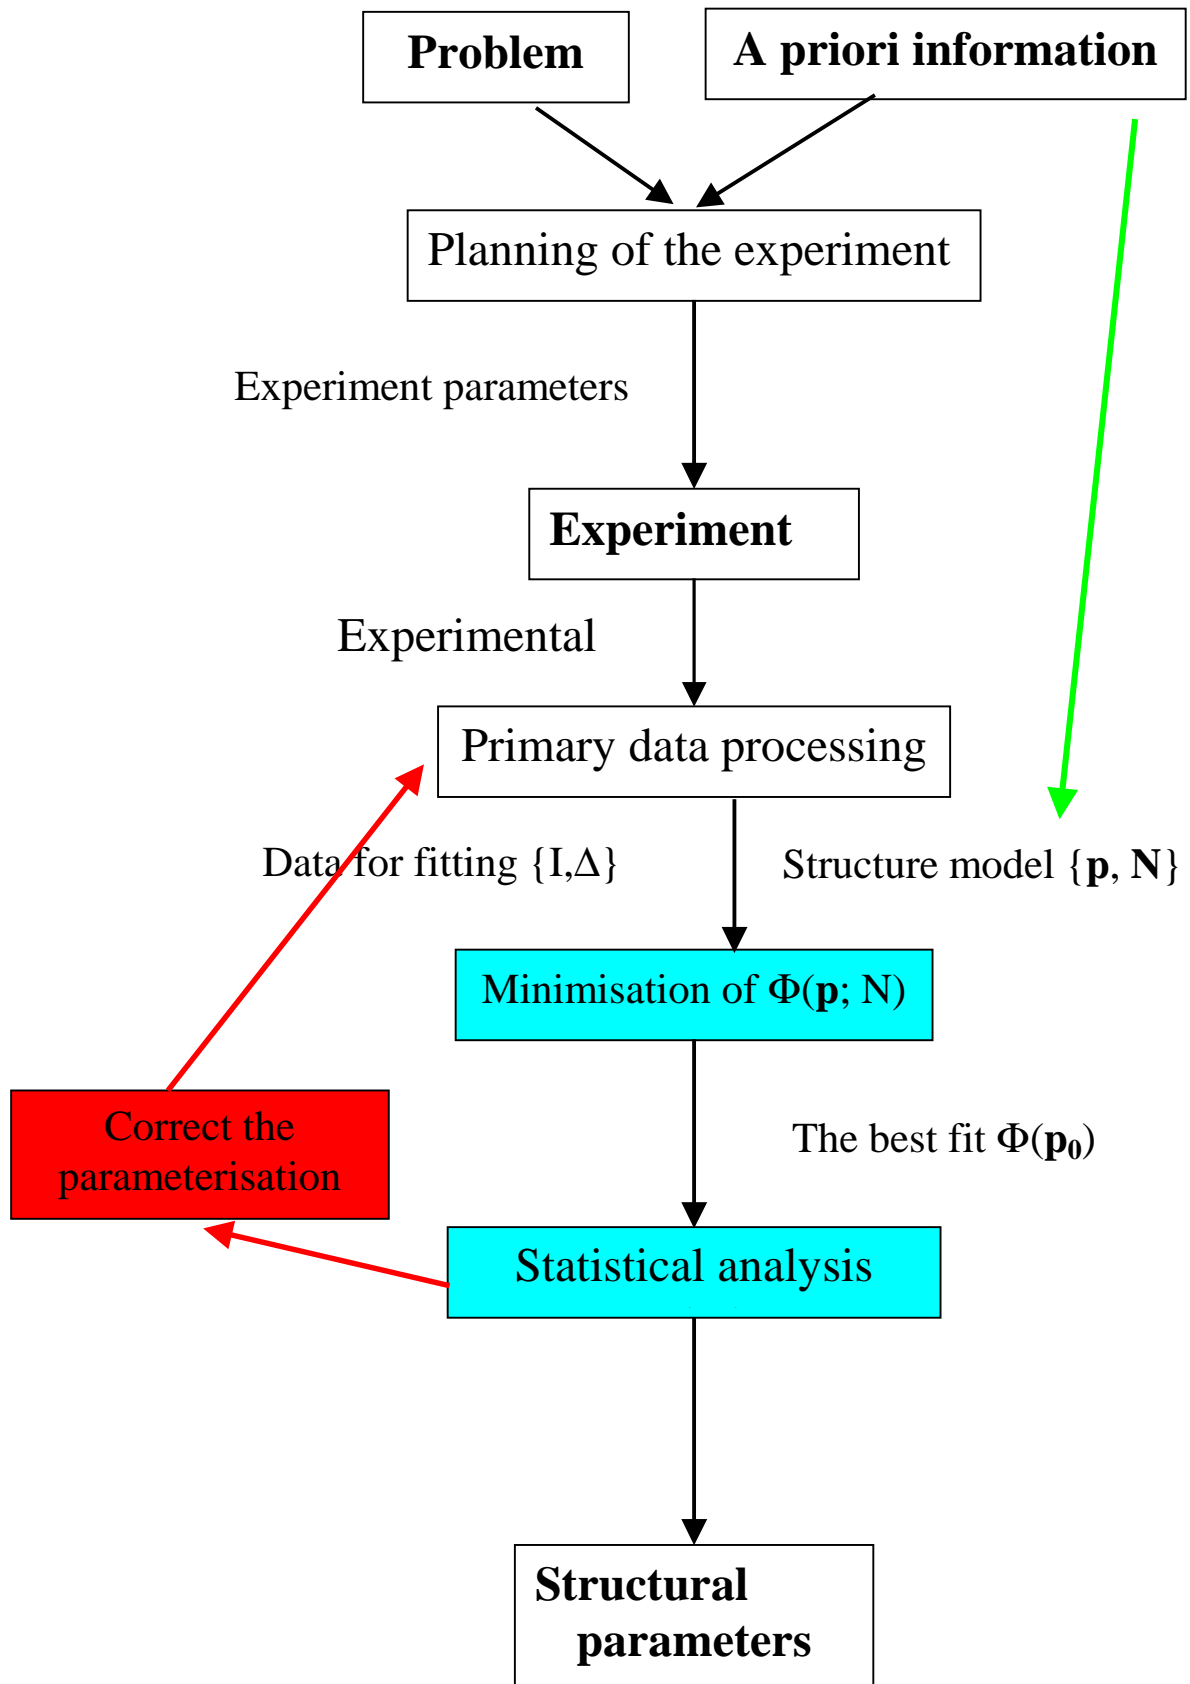 Problem
A priori information
Planning of the experiment
Experiment parameters
Experiment
Experimental
Primary data processing
Data for fitting {I,Δ}
Structure model {p, N}
Minimisation of Φ(p; N)
Correct the
parameterisation
The best fit Φ(p₀)
Statistical analysis
Structural
parameters